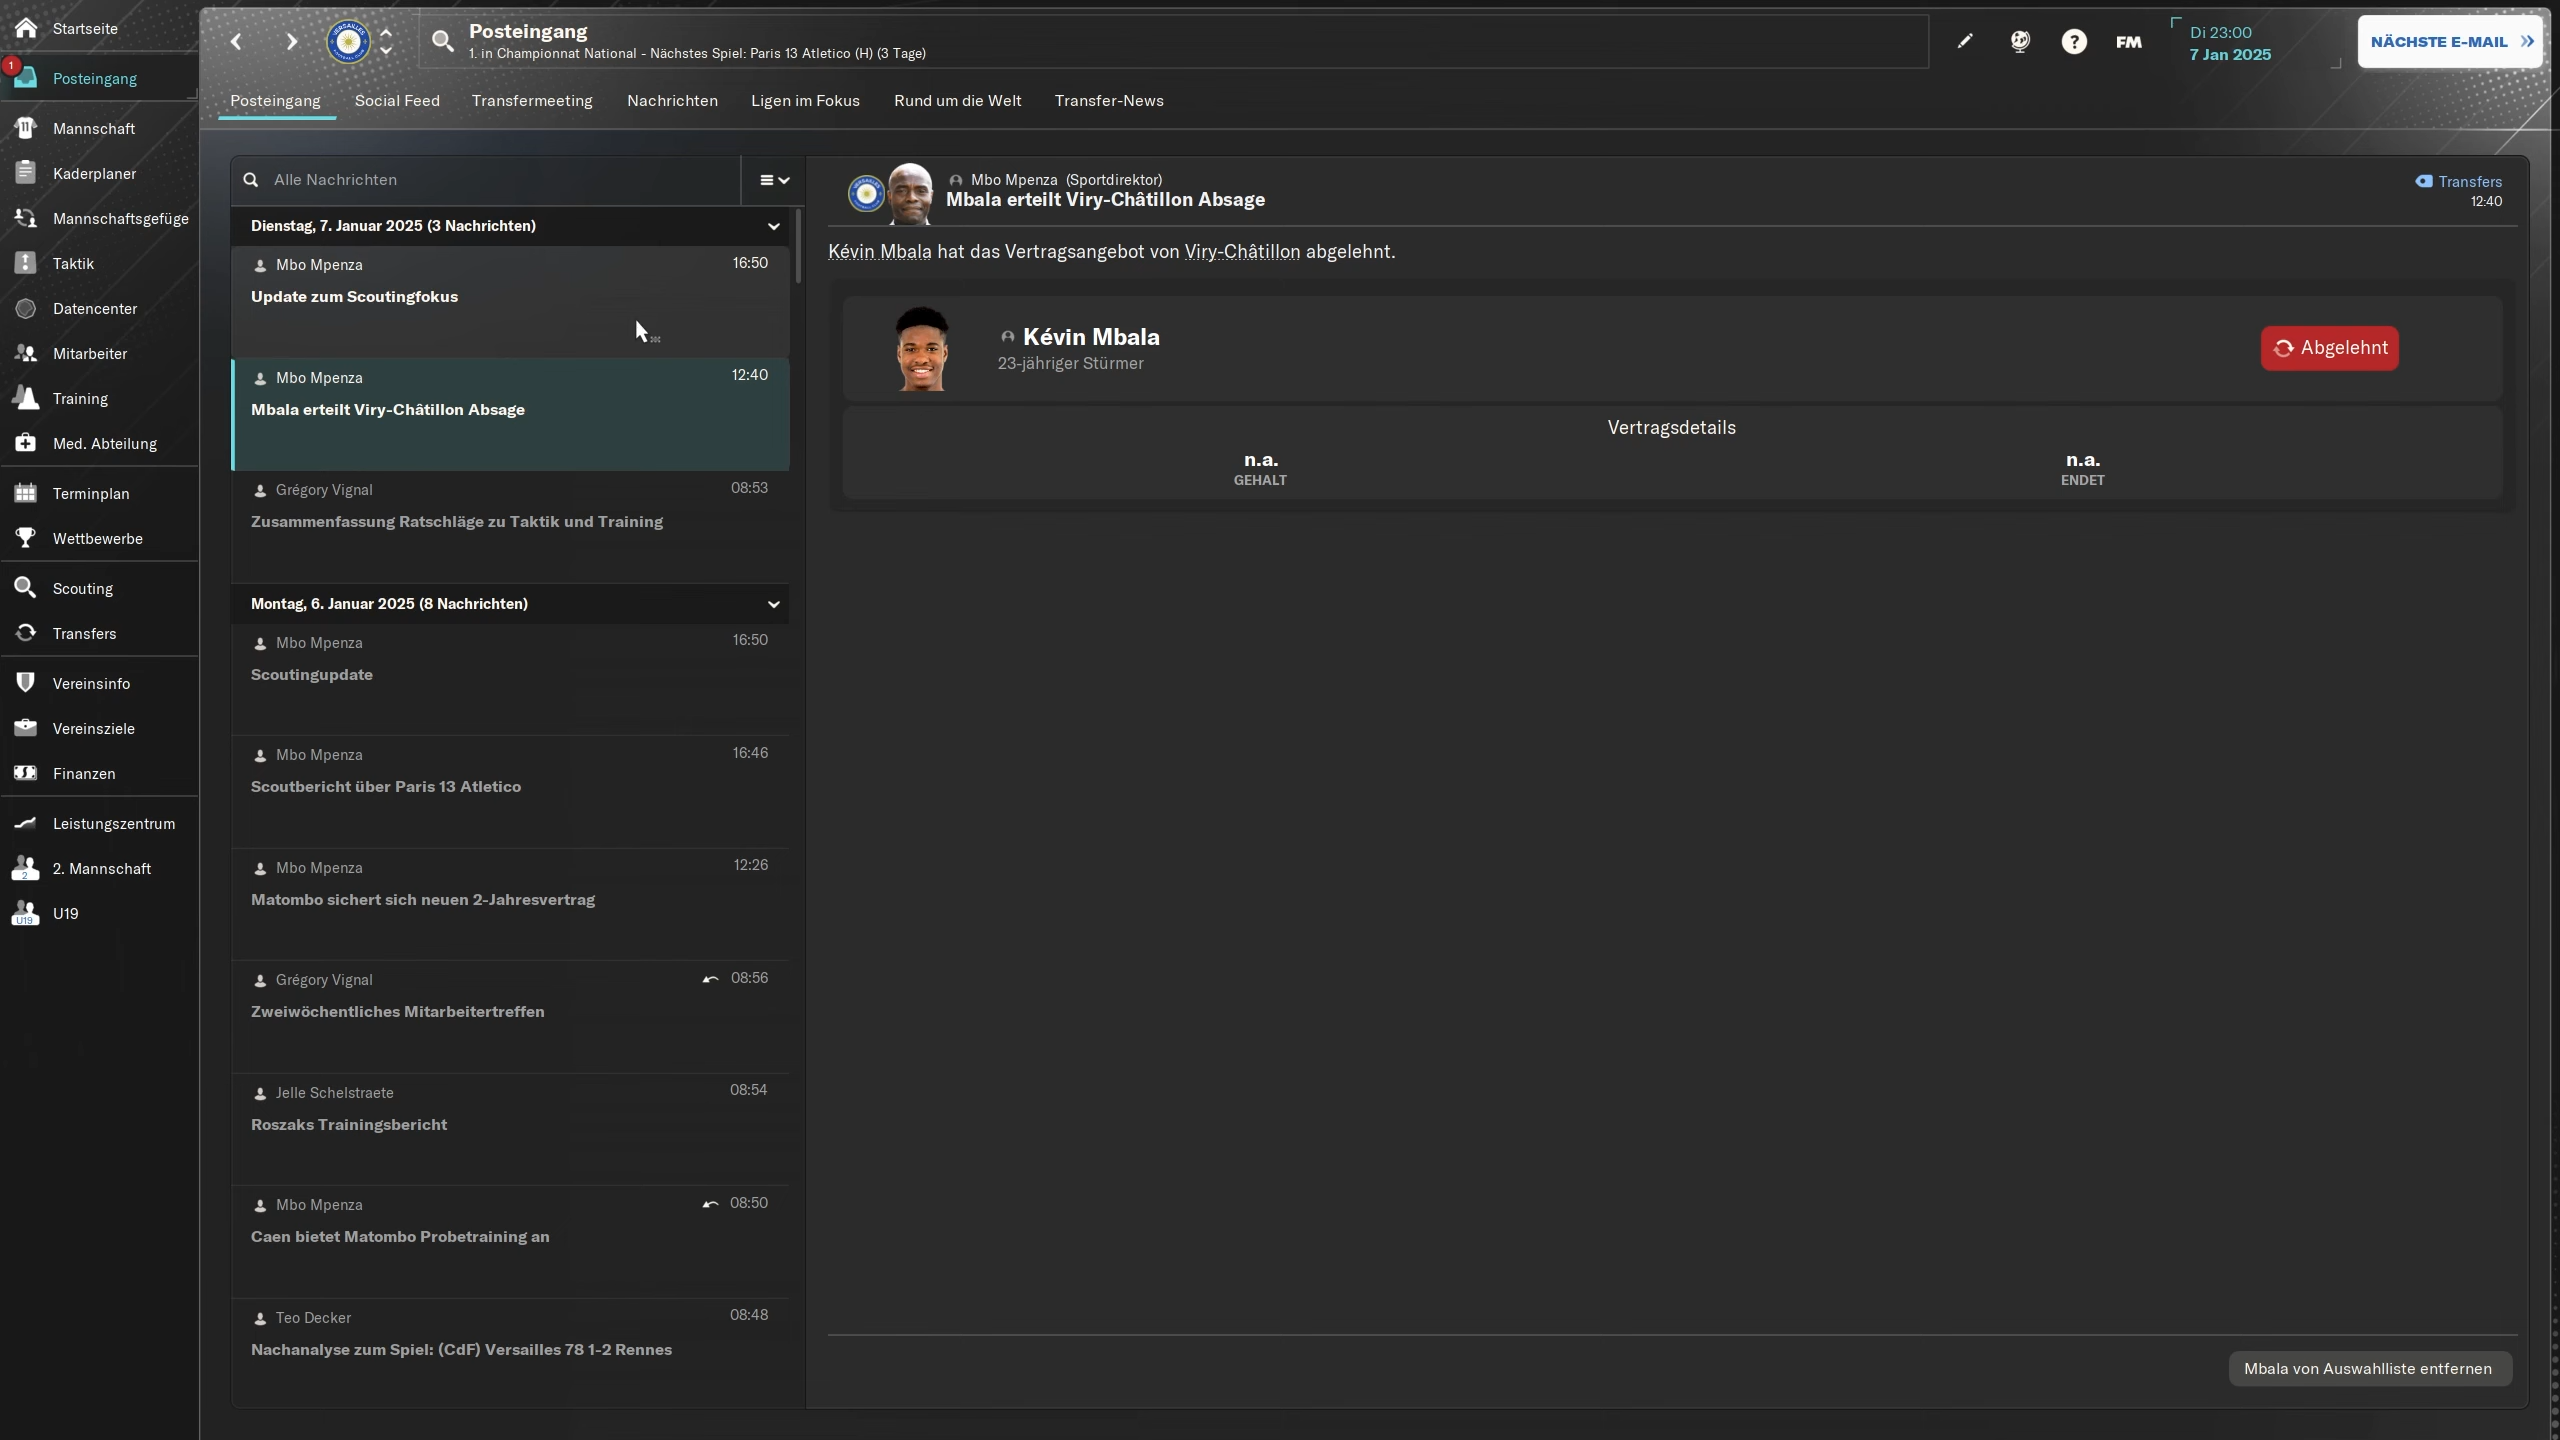 Startseite
1
Posteingang
Mannschaft
Kaderplaner
Mannschaftsgefüge
Taktik
Datencenter
Mitarbeiter
Training
Med. Abteilung
Terminplan
Wettbewerbe
Scouting
Transfers
Vereinsinfo
Vereinsziele
Finanzen
Leistungszentrum
2
2. Mannschaft
U19
U19
Posteingang
1. in Championnat National - Nächstes Spiel: Paris 13 Atletico (H) (3 Tage)
?
FM
Di 23:00
7 Jan 2025
NÄCHSTE E-MAIL
Posteingang
Social Feed
Transfermeeting
Nachrichten
Ligen im Fokus
Rund um die Welt
Transfer-News
Alle Nachrichten
Dienstag, 7. Januar 2025 (3 Nachrichten)
Mbo Mpenza 16:50
Update zum Scoutingfokus
Mbo Mpenza 12:40
Mbala erteilt Viry-Châtillon Absage
Grégory Vignal 08:53
Zusammenfassung Ratschläge zu Taktik und Training
Montag, 6. Januar 2025 (8 Nachrichten)
Mbo Mpenza 16:50
Scoutingupdate
Mbo Mpenza 16:46
Scoutbericht über Paris 13 Atletico
Mbo Mpenza 12:26
Matombo sichert sich neuen 2-Jahresvertrag
Grégory Vignal 08:56
Zweiwöchentliches Mitarbeitertreffen
Jelle Schelstraete 08:54
Roszaks Trainingsbericht
Mbo Mpenza 08:50
Caen bietet Matombo Probetraining an
Teo Decker 08:48
Nachanalyse zum Spiel: (CdF) Versailles 78 1-2 Rennes
Mbo Mpenza (Sportdirektor)
Mbala erteilt Viry-Châtillon Absage
Transfers
12:40
Kévin Mbala hat das Vertragsangebot von Viry-Châtillon abgelehnt.
Kévin Mbala
23-jähriger Stürmer
Abgelehnt
Vertragsdetails
n.a. n.a.
GEHALT ENDET
Mbala von Auswahlliste entfernen